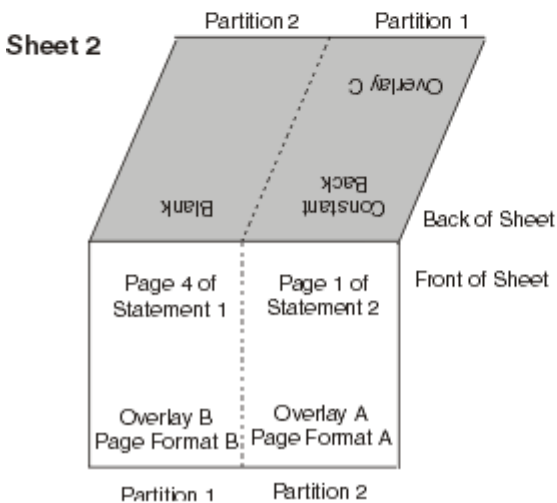 Partition 2 Partition 1
Sheet 2
Overlay C
Constant
Back
Blank
Back of Sheet
Front of Sheet
Page 4 of
Statement 1
Page 1 of
Statement 2
Overlay B
Page Format B
Overlay A
Page Format A
Partition 1 Partition 2